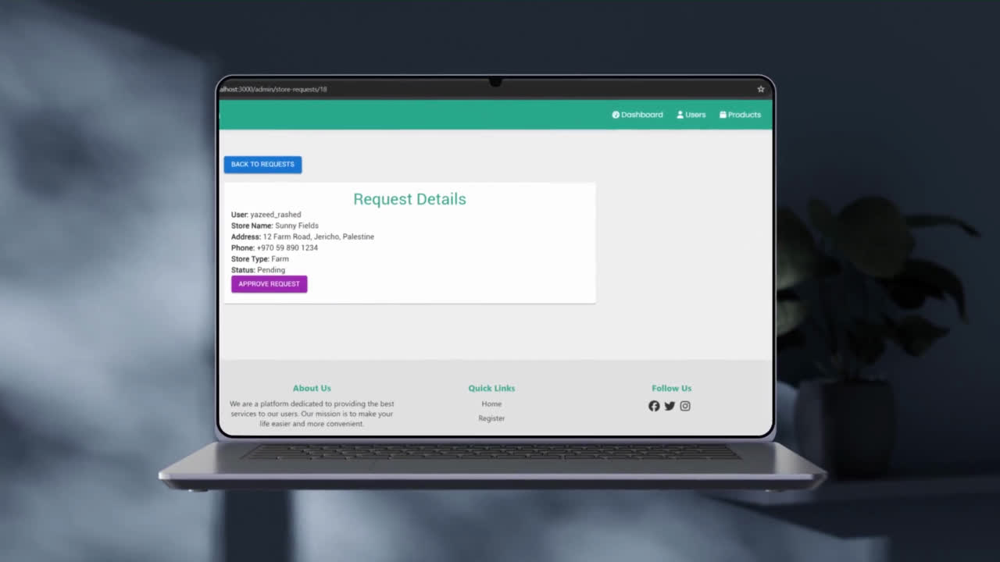 alhost:3000/admin/store-requests/18
Dashboard Users Products
BACK TO REQUESTS
Request Details
User: yazeed_rashed
Store Name: Sunny Fields
Address: 12 Farm Road, Jericho, Palestine
Phone: +970 59 890 1234
Store Type: Farm
Status: Pending
APPROVE REQUEST
About Us
We are a platform dedicated to providing the best
services to our users. Our mission is to make your
life easier and more convenient.
Quick Links
Home
Register
Follow Us